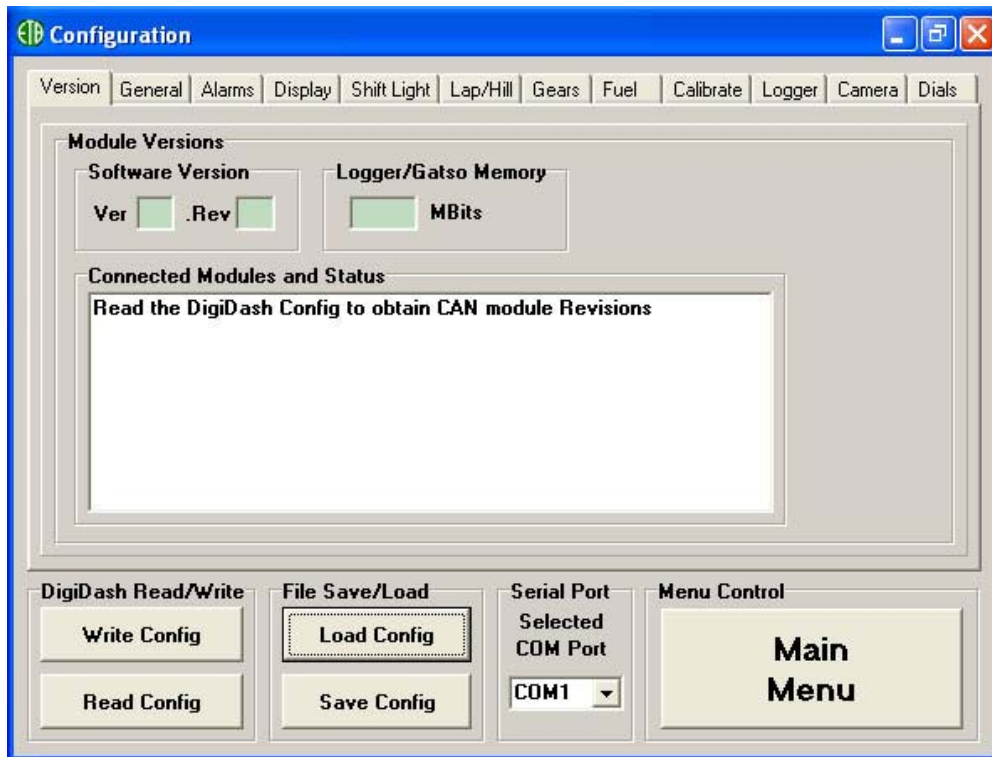 ETB Configuration
Version General Alarms Display Shift Light Lap/Hill Gears Fuel Calibrate Logger Camera Dials
Module Versions
Software Version
Ver .Rev
Logger/Gatso Memory
MBits
Connected Modules and Status
Read the DigiDash Config to obtain CAN module Revisions
DigiDash Read/Write
Write Config
Read Config
File Save/Load
Load Config
Save Config
Serial Port
Selected
COM Port
COM1
Menu Control
Main
Menu